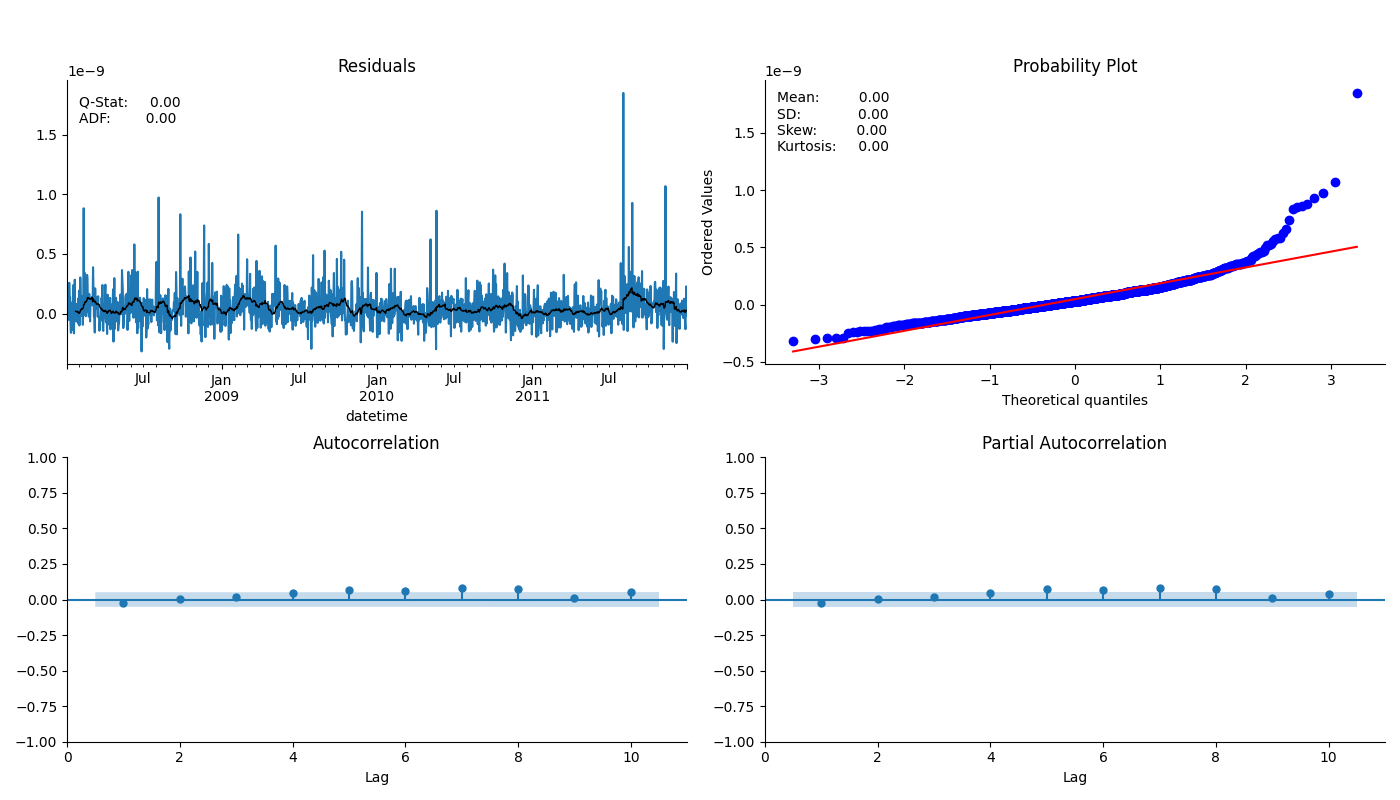 Residuals
1e−9
Q-Stat: 0.00
ADF: 0.00
1.5
1.0
0.5
0.0
Jul Jan Jul Jan Jul Jan Jul
2009 2010 2011
datetime
Probability Plot
1e−9
Mean: 0.00
SD: 0.00
Skew: 0.00
Kurtosis: 0.00
Ordered Values
1.5
1.0
0.5
0.0
−0.5
−3 −2 −1 0 1 2 3
Theoretical quantiles
Autocorrelation
1.00
0.75
0.50
0.25
0.00
−0.25
−0.50
−0.75
−1.00
0 2 4 6 8 10
Lag
Partial Autocorrelation
1.00
0.75
0.50
0.25
0.00
−0.25
−0.50
−0.75
−1.00
0 2 4 6 8 10
Lag